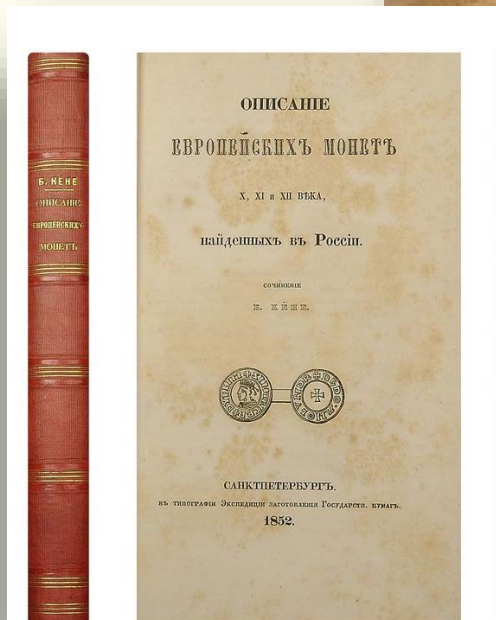 Б. КЕНЕ
ОПИСАНІЕ
ЕВРОПЕЙСКИХЪ
МОНЕТЪ
ОПИСАНІЕ
ЕВРОПЕЙСКИХЪ МОНЕТЪ
X, XI и XII ВѢКА,
найденныхъ въ Россіи.
СОЧИНЕНІЕ
Б. КЁНЕ.
САНКТПЕТЕРБУРГЪ.
ВЪ ТИПОГРАФІИ ЭКСПЕДИЦІИ ЗАГОТОВЛЕНІЯ ГОСУДАРСТВ. БУМАГЪ.
1852.